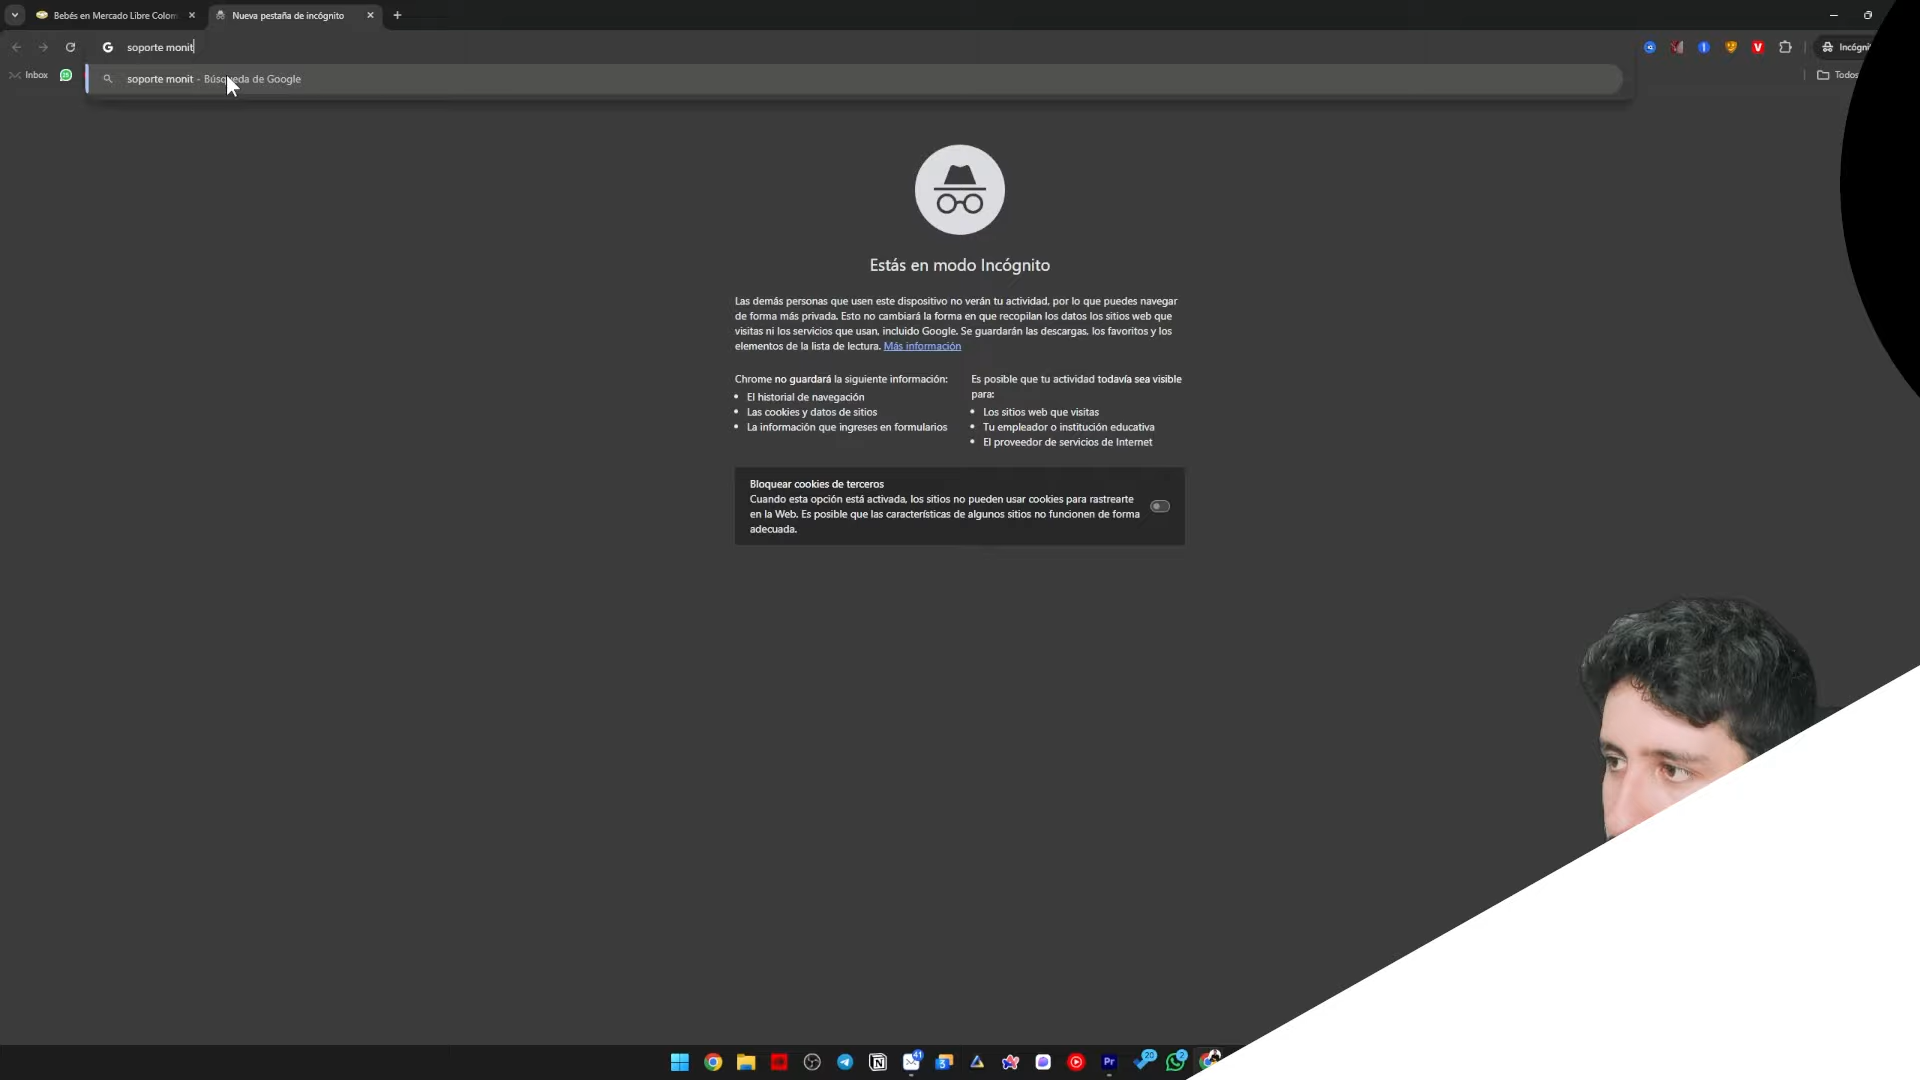 Bebés en Mercado Libre Colom
Nueva pestaña de incógnito
soporte monit
Incógni
Inbox
soporte monit - Búsqueda de Google
Todos
Estás en modo Incógnito
Las demás personas que usen este dispositivo no verán tu actividad, por lo que puedes navegar
de forma más privada. Esto no cambiará la forma en que recopilan los datos los sitios web que
visitas ni los servicios que usan, incluido Google. Se guardarán las descargas, los favoritos y los
elementos de la lista de lectura. Más información
Chrome no guardará la siguiente información:
El historial de navegación
Las cookies y datos de sitios
La información que ingreses en formularios
Es posible que tu actividad todavía sea visible
para:
Los sitios web que visitas
Tu empleador o institución educativa
El proveedor de servicios de Internet
Bloquear cookies de terceros
Cuando esta opción está activada, los sitios no pueden usar cookies para rastrearte
en la Web. Es posible que las características de algunos sitios no funcionen de forma
adecuada.
41
3
Pr
20
2